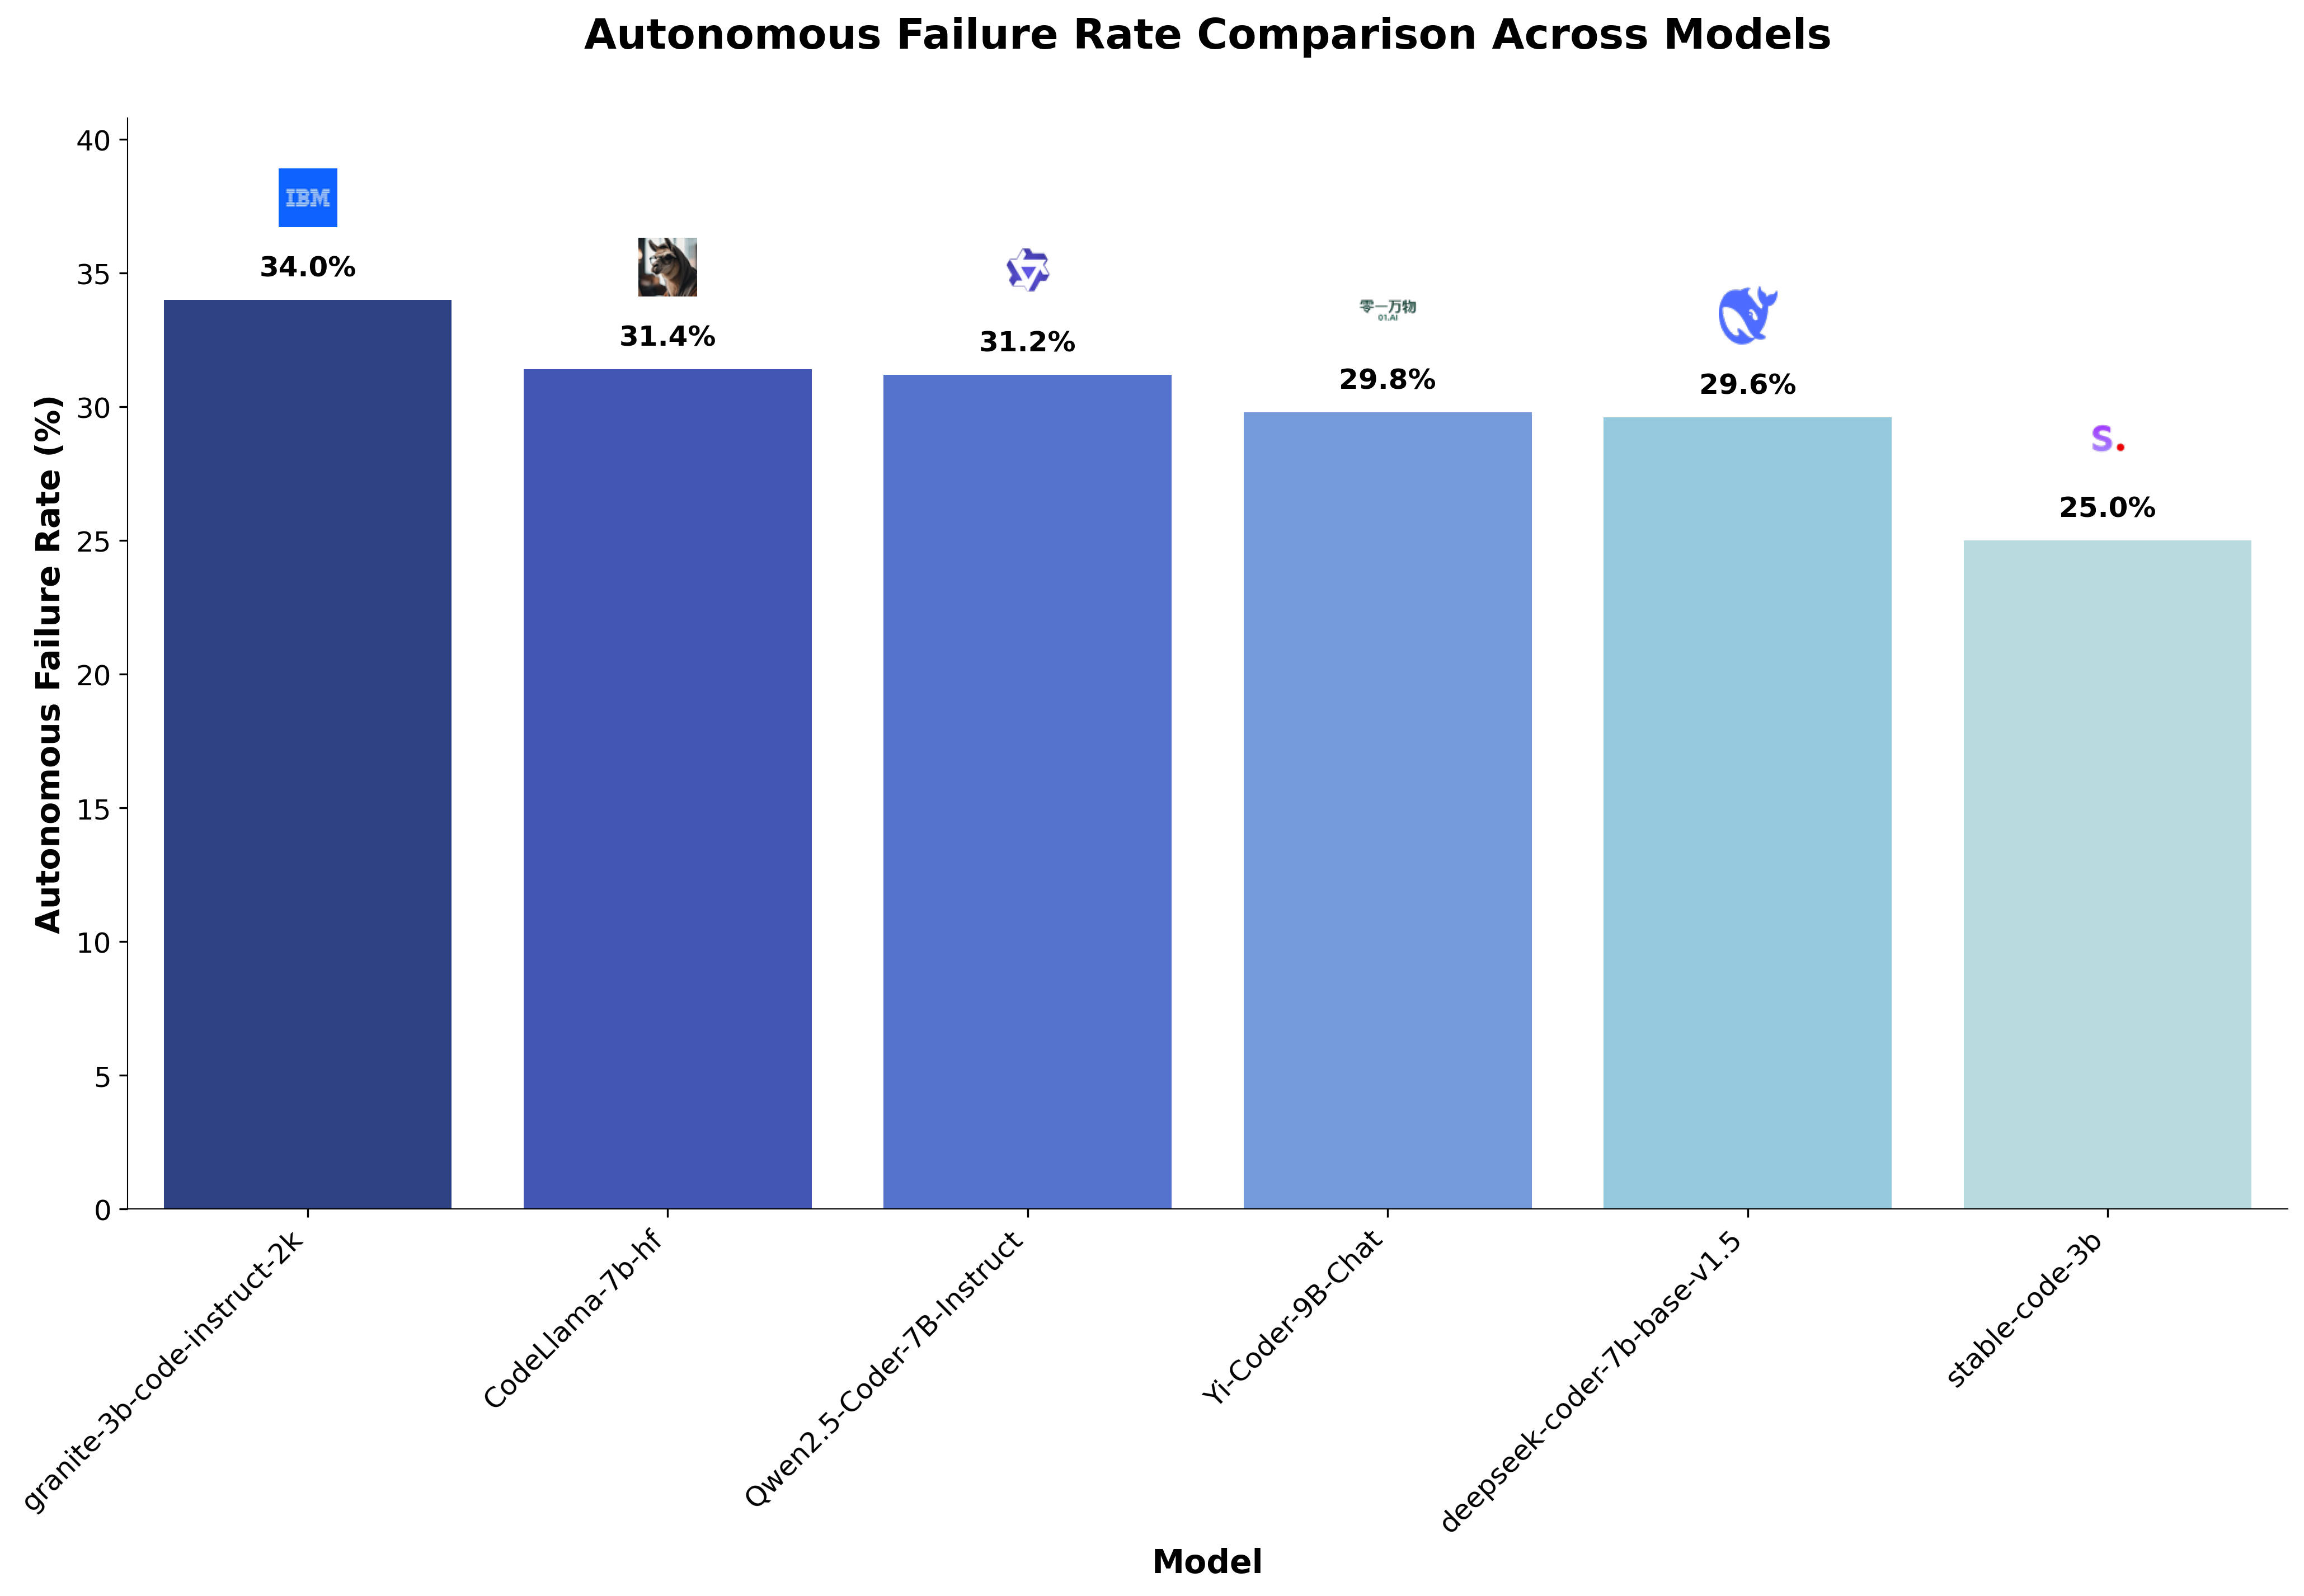 Autonomous Failure Rate Comparison Across Models
Autonomous Failure Rate (%)
40
35
30
25
20
15
10
5
0
IBM
34.0%
31.4%
31.2%
零一万物
01.AI
29.8%
29.6%
S.
25.0%
granite-3b-code-instruct-2k
CodeLlama-7b-hf
Qwen2.5-Coder-7B-Instruct
Yi-Coder-9B-Chat
deepseek-coder-7b-base-v1.5
stable-code-3b
Model